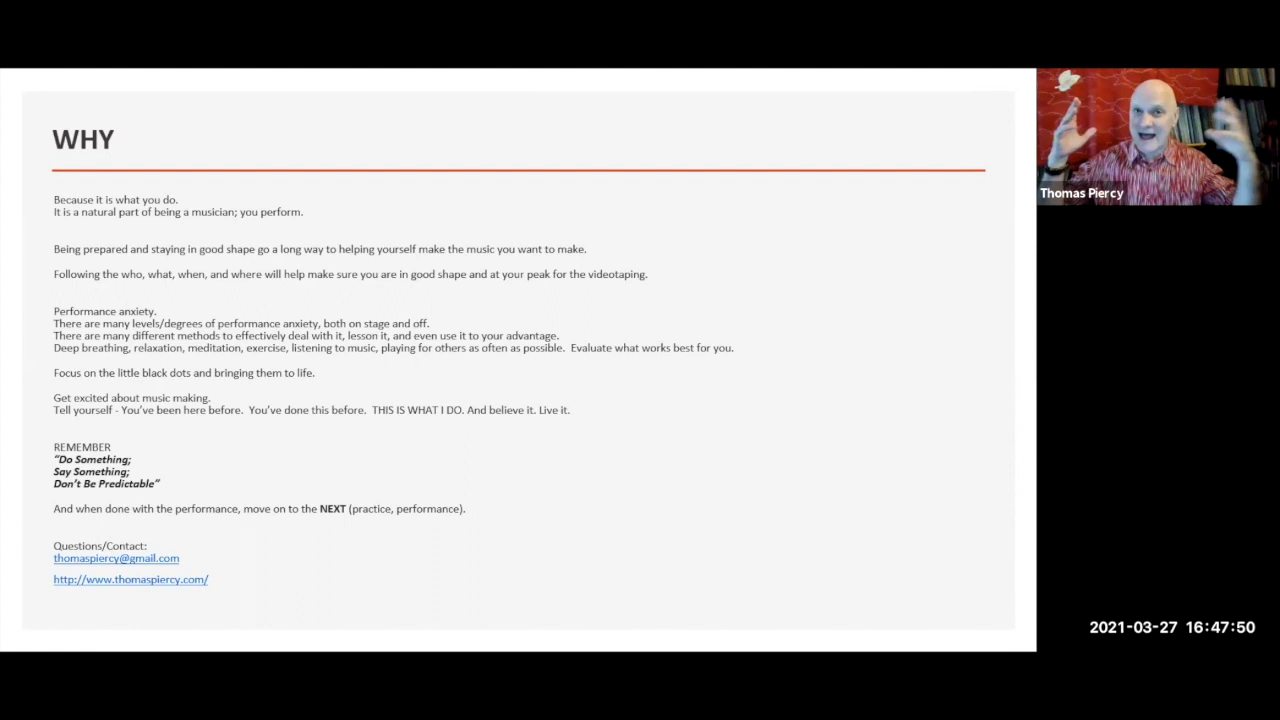 WHY
Because it is what you do.
It is a natural part of being a musician; you perform.
Being prepared and staying in good shape go a long way to helping yourself make the music you want to make.
Following the who, what, when, and where will help make sure you are in good shape and at your peak for the videotaping.
Performance anxiety.
There are many levels/degrees of performance anxiety, both on stage and off.
There are many different methods to effectively deal with it, lesson it, and even use it to your advantage.
Deep breathing, relaxation, meditation, exercise, listening to music, playing for others as often as possible.  Evaluate what works best for you.
Focus on the little black dots and bringing them to life.
Get excited about music making.
Tell yourself - You've been here before.  You've done this before.  THIS IS WHAT I DO. And believe it. Live it.
REMEMBER
"Do Something;
Say Something;
Don't Be Predictable"
And when done with the performance, move on to the NEXT (practice, performance).
Questions/Contact:
thomaspiercy@gmail.com
http://www.thomaspiercy.com/
Thomas Piercy
2021-03-27 16:47:50